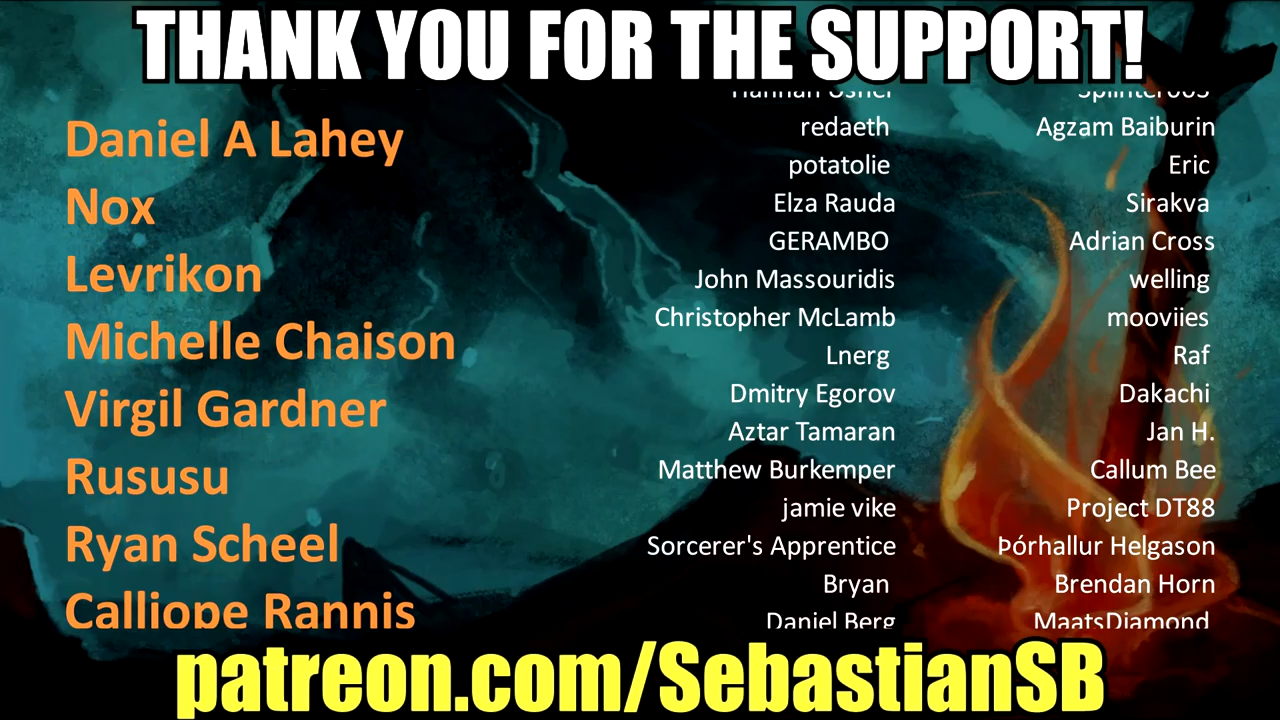 THANK YOU FOR THE SUPPORT!
Daniel A Lahey
Nox
Levrikon
Michelle Chaison
Virgil Gardner
Rususu
Ryan Scheel
Calliope Rannis
Hannah Usher
redaeth
potatolie
Elza Rauda
GERAMBO
John Massouridis
Christopher McLamb
Lnerg
Dmitry Egorov
Aztar Tamaran
Matthew Burkemper
jamie vike
Sorcerer's Apprentice
Bryan
Daniel Berg
Agzam Baiburin
Eric
Sirakva
Adrian Cross
welling
mooviies
Raf
Dakachi
Jan H.
Callum Bee
Project DT88
Þórhallur Helgason
Brendan Horn
MaatsDiamond
patreon.com/SebastianSB